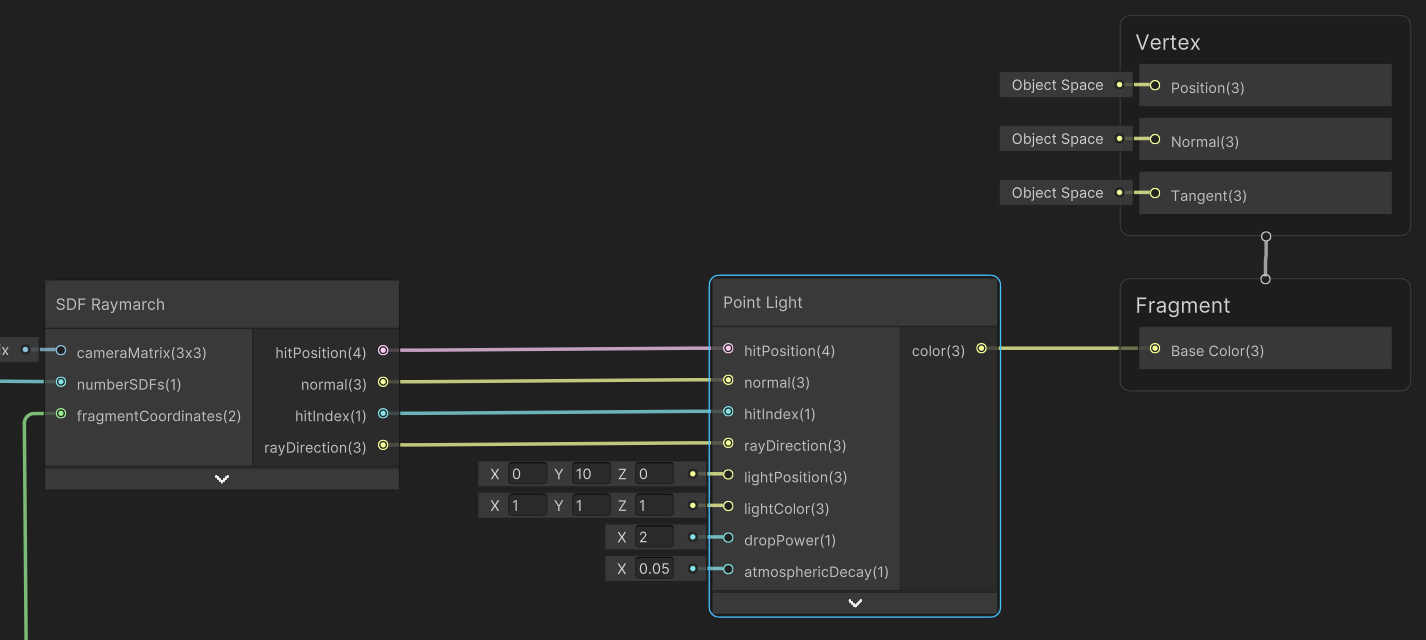 Vertex
Object Space Position(3)
Object Space Normal(3)
Object Space Tangent(3)
Fragment
Base Color(3)
SDF Raymarch
ix cameraMatrix(3x3) hitPosition(4)
numberSDFs(1) normal(3)
fragmentCoordinates(2) hitIndex(1)
rayDirection(3)
Point Light
hitPosition(4) color(3)
normal(3)
hitIndex(1)
rayDirection(3)
X 0 Y 10 Z 0 lightPosition(3)
X 1 Y 1 Z 1 lightColor(3)
X 2 dropPower(1)
X 0.05 atmosphericDecay(1)